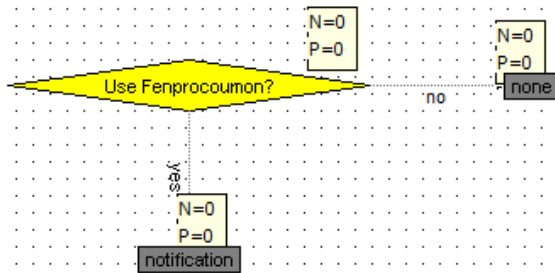 N=0
P=0
N=0
P=0
Use Fenprocoumon?
none
no
yes
N=0
P=0
notification